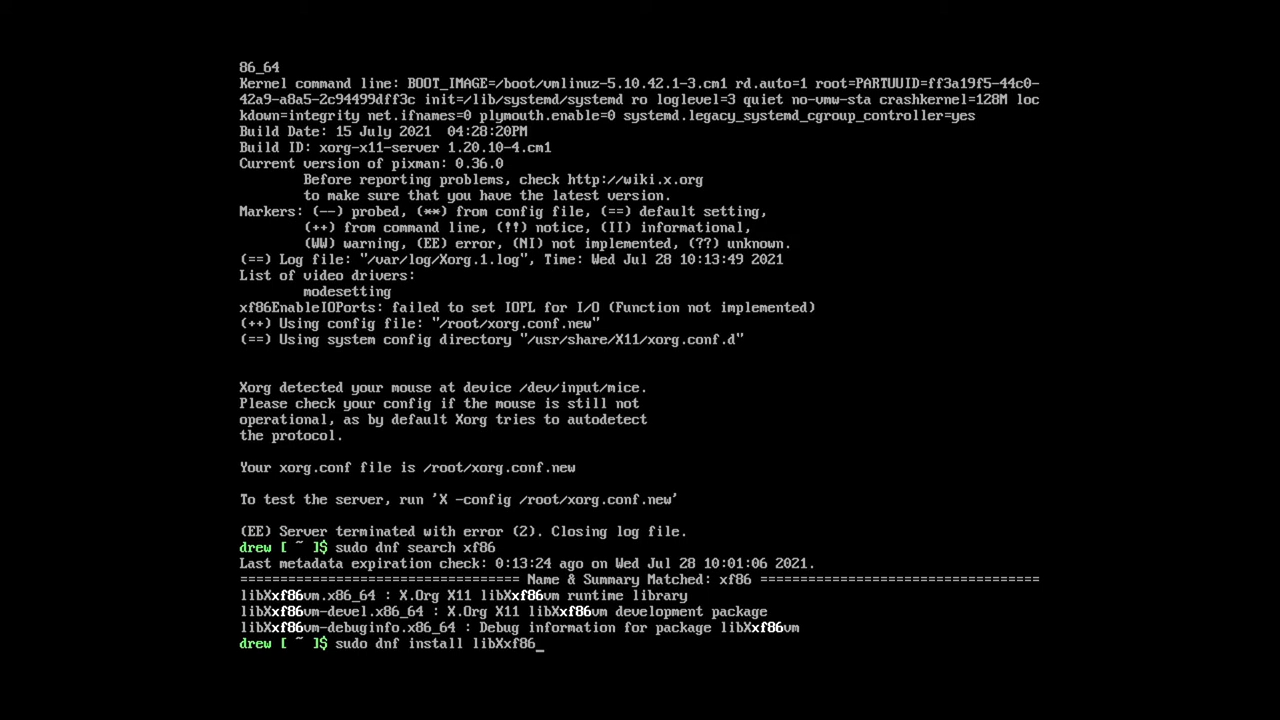 86_64
Kernel command line: BOOT_IMAGE=/boot/vmlinuz-5.10.42.1-3.cm1 rd.auto=1 root=PARTUUID=ff3a19f5-44c0-
42a9-a8a5-2c94499dff3c init=/lib/systemd/systemd ro loglevel=3 quiet no-vmw-sta crashkernel=128M loc
kdown=integrity net.ifnames=0 plymouth.enable=0 systemd.legacy_systemd_cgroup_controller=yes
Build Date: 15 July 2021  04:28:20PM
Build ID: xorg-x11-server 1.20.10-4.cm1
Current version of pixman: 0.36.0
        Before reporting problems, check http://wiki.x.org
        to make sure that you have the latest version.
Markers: (--) probed, (**) from config file, (==) default setting,
        (++) from command line, (!!) notice, (II) informational,
        (WW) warning, (EE) error, (NI) not implemented, (??) unknown.
(==) Log file: "/var/log/Xorg.1.log", Time: Wed Jul 28 10:13:49 2021
List of video drivers:
        modesetting
xf86EnableIOPorts: failed to set IOPL for I/O (Function not implemented)
(++) Using config file: "/root/xorg.conf.new"
(==) Using system config directory "/usr/share/X11/xorg.conf.d"
Xorg detected your mouse at device /dev/input/mice.
Please check your config if the mouse is still not
operational, as by default Xorg tries to autodetect
the protocol.
Your xorg.conf file is /root/xorg.conf.new
To test the server, run 'X -config /root/xorg.conf.new'
(EE) Server terminated with error (2). Closing log file.
drew [ ~ ]$ sudo dnf search xf86
Last metadata expiration check: 0:13:24 ago on Wed Jul 28 10:01:06 2021.
=================================== Name & Summary Matched: xf86 ===================================
libXxf86vm.x86_64 : X.Org X11 libXxf86vm runtime library
libXxf86vm-devel.x86_64 : X.Org X11 libXxf86vm development package
libXxf86vm-debuginfo.x86_64 : Debug information for package libXxf86vm
drew [ ~ ]$ sudo dnf install libXxf86_